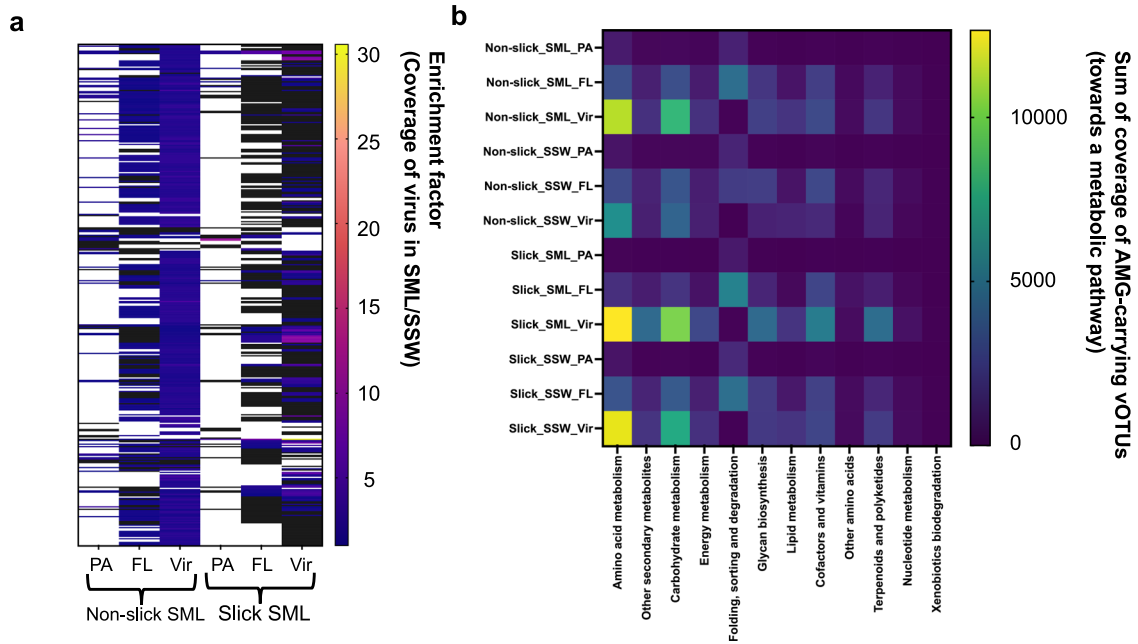 a
30
25
20
15
10
5
Enrichment factor
(Coverage of virus in SML/SSW)
PA FL Vir PA FL Vir
Non-slick SML Slick SML
b
Non-slick_SML_PA
Non-slick_SML_FL
Non-slick_SML_Vir
Non-slick_SSW_PA
Non-slick_SSW_FL
Non-slick_SSW_Vir
Slick_SML_PA
Slick_SML_FL
Slick_SML_Vir
Slick_SSW_PA
Slick_SSW_FL
Slick_SSW_Vir
Amino acid metabolism
Other secondary metabolites
Carbohydrate metabolism
Energy metabolism
Folding, sorting and degradation
Glycan biosynthesis
Lipid metabolism
Cofactors and vitamins
Other amino acids
Terpenoids and polyketides
Nucleotide metabolism
Xenobiotics biodegradation
10000
5000
0
Sum of coverage of AMG-carrying vOTUs
(towards a metabolic pathway)